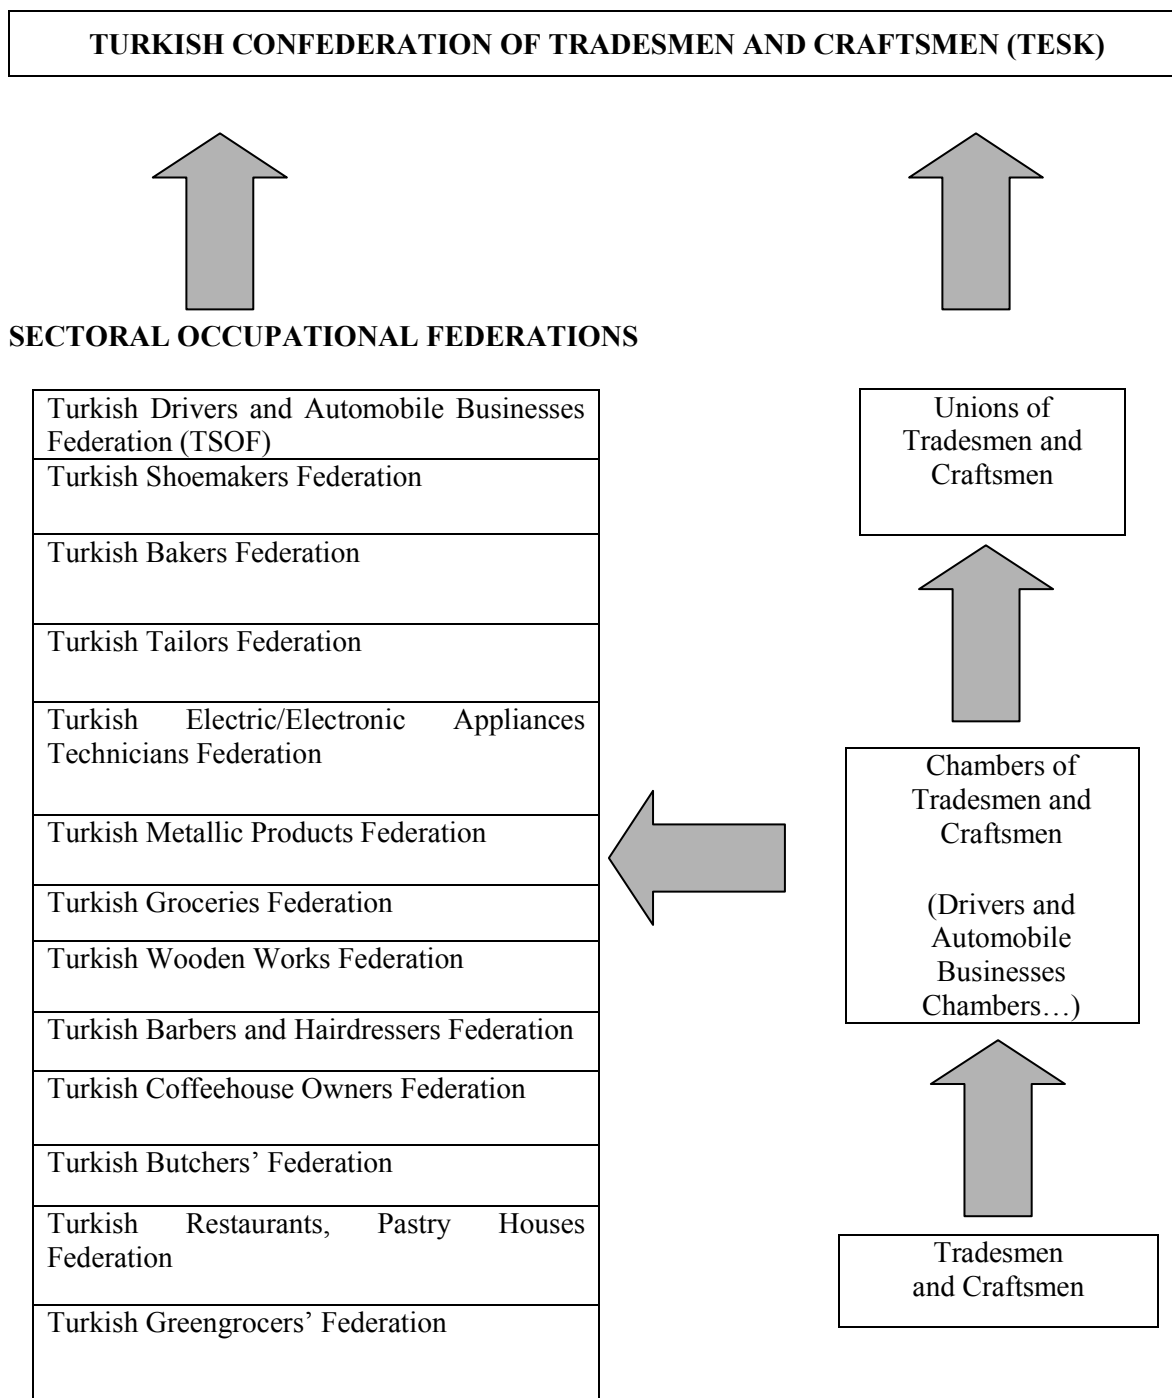 TURKISH CONFEDERATION OF TRADESMEN AND CRAFTSMEN (TESK)
SECTORAL OCCUPATIONAL FEDERATIONS
Turkish Drivers and Automobile Businesses
Federation (TSOF)
Turkish Shoemakers Federation
Turkish Bakers Federation
Turkish Tailors Federation
Turkish Electric/Electronic Appliances
Technicians Federation
Turkish Metallic Products Federation
Turkish Groceries Federation
Turkish Wooden Works Federation
Turkish Barbers and Hairdressers Federation
Turkish Coffeehouse Owners Federation
Turkish Butchers’ Federation
Turkish Restaurants, Pastry Houses
Federation
Turkish Greengrocers’ Federation
Unions of
Tradesmen and
Craftsmen
Chambers of
Tradesmen and
Craftsmen
(Drivers and
Automobile
Businesses
Chambers…)
Tradesmen
and Craftsmen